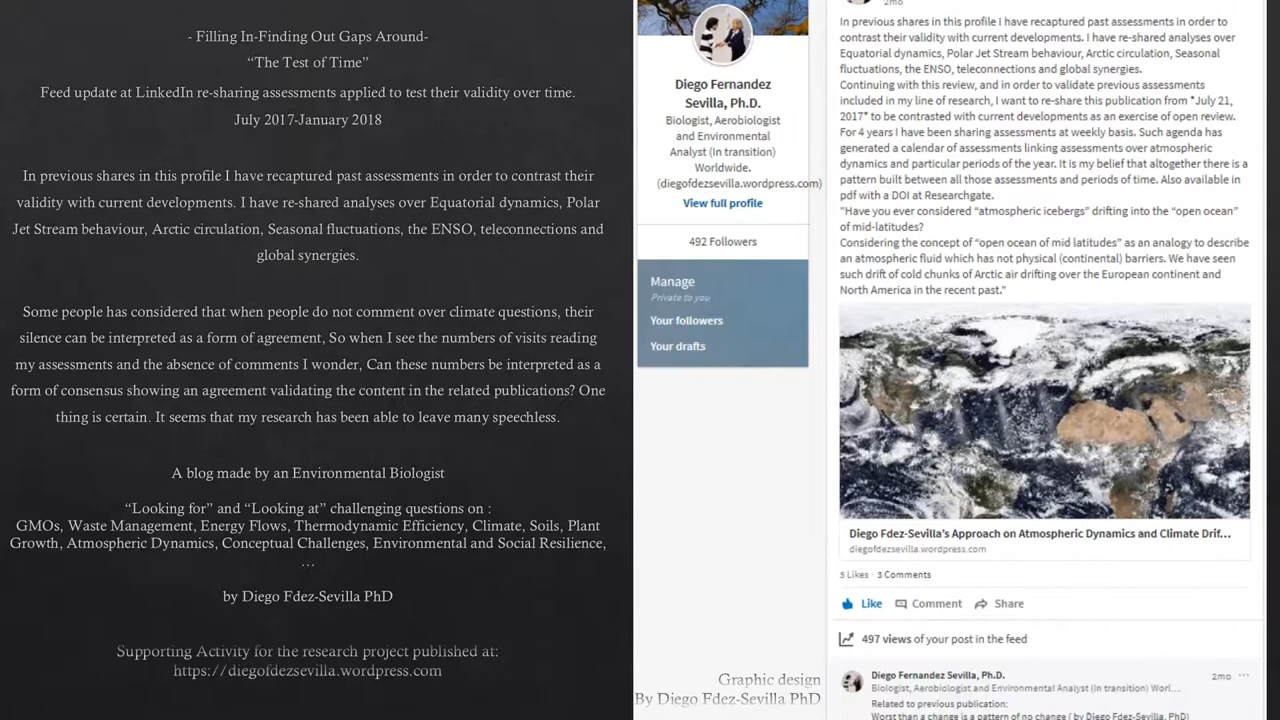 - Filling In-Finding Out Gaps Around-
“The Test of Time”
Feed update at LinkedIn re-sharing assessments applied to test their validity over time.
July 2017-January 2018
In previous shares in this profile I have recaptured past assessments in order to contrast their
validity with current developments. I have re-shared analyses over Equatorial dynamics, Polar
Jet Stream behaviour, Arctic circulation, Seasonal fluctuations, the ENSO, teleconnections and
global synergies.
Some people has considered that when people do not comment over climate questions, their
silence can be interpreted as a form of agreement, So when I see the numbers of visits reading
my assessments and the absence of comments I wonder, Can these numbers be interpreted as a
form of consensus showing an agreement validating the content in the related publications? One
thing is certain. It seems that my research has been able to leave many speechless.
A blog made by an Environmental Biologist
“Looking for” and “Looking at” challenging questions on :
GMOs, Waste Management, Energy Flows, Thermodynamic Efficiency, Climate, Soils, Plant
Growth, Atmospheric Dynamics, Conceptual Challenges, Environmental and Social Resilience,
…
by Diego Fdez-Sevilla PhD
Supporting Activity for the research project published at:
https://diegofdezsevilla.wordpress.com
Diego Fernandez
Sevilla, Ph.D.
Biologist, Aerobiologist
and Environmental
Analyst (In transition)
Worldwide.
(diegofdezsevilla.wordpress.com)
View full profile
492 Followers
Manage
Private to you
Your followers
Your drafts
Graphic design
By Diego Fdez-Sevilla PhD
2mo
In previous shares in this profile I have recaptured past assessments in order to
contrast their validity with current developments. I have re-shared analyses over
Equatorial dynamics, Polar Jet Stream behaviour, Arctic circulation, Seasonal
fluctuations, the ENSO, teleconnections and global synergies.
Continuing with this review, and in order to validate previous assessments
included in my line of research, I want to re-share this publication from *July 21,
2017* to be contrasted with current developments as an exercise of open review.
For 4 years I have been sharing assessments at weekly basis. Such agenda has
generated a calendar of assessments linking assessments over atmospheric
dynamics and particular periods of the year. It is my belief that altogether there is a
pattern built between all those assessments and periods of time. Also available in
pdf with a DOI at Researchgate.
"Have you ever considered “atmospheric icebergs” drifting into the “open ocean”
of mid-latitudes?
Considering the concept of “open ocean of mid latitudes” as an analogy to describe
an atmospheric fluid which has not physical (continental) barriers. We have seen
such drift of cold chunks of Arctic air drifting over the European continent and
North America in the recent past."
Diego Fdez-Sevilla's Approach on Atmospheric Dynamics and Climate Drif...
diegofdezsevilla.wordpress.com
5 Likes · 3 Comments
Like Comment Share
497 views of your post in the feed
Diego Fernandez Sevilla, Ph.D. 2mo ...
Biologist, Aerobiologist and Environmental Analyst (In transition) Worl...
Related to previous publication:
Worst than a change is a pattern of no change ( by Diego Fdez-Sevilla, PhD)